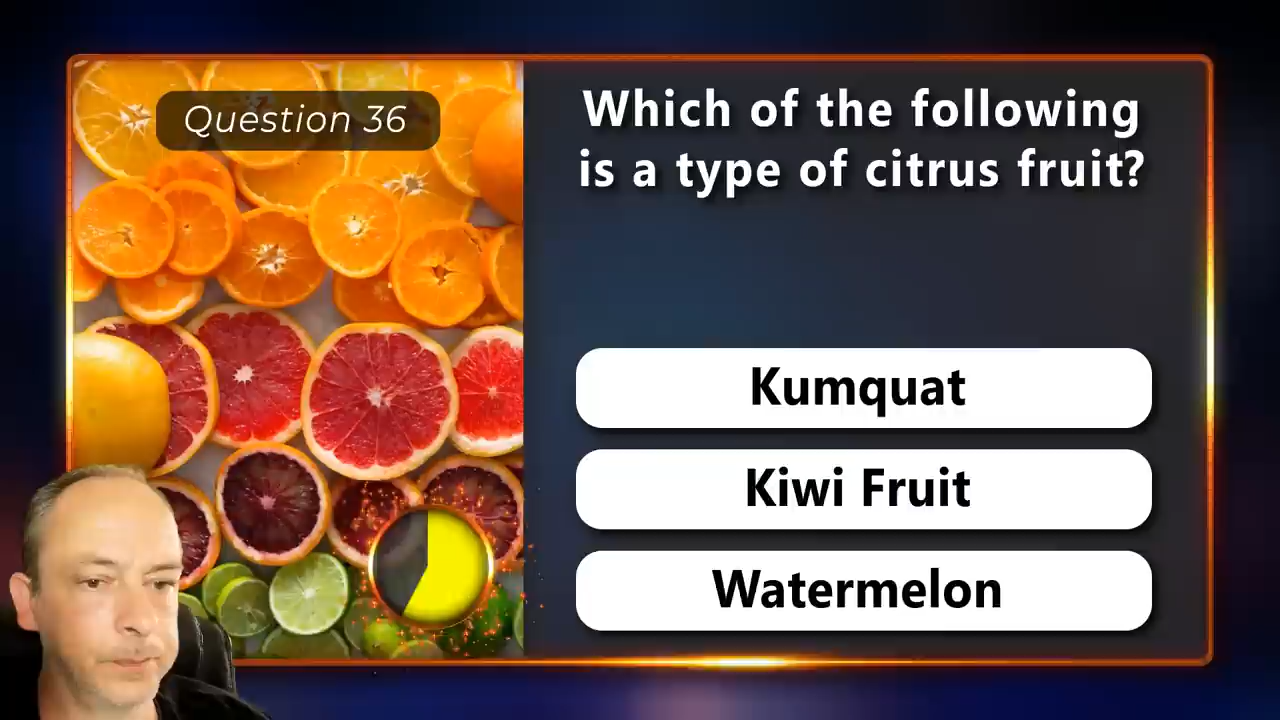 Question 36
Which of the following
is a type of citrus fruit?
Kumquat
Kiwi Fruit
Watermelon